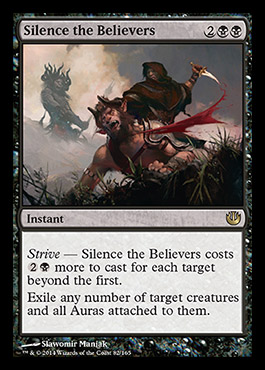 Silence the Believers 2
Instant
Strive — Silence the Believers costs
2 more to cast for each target
beyond the first.
Exile any number of target creatures
and all Auras attached to them.
Slawomir Maniak
™ & © 2014 Wizards of the Coast 82/165